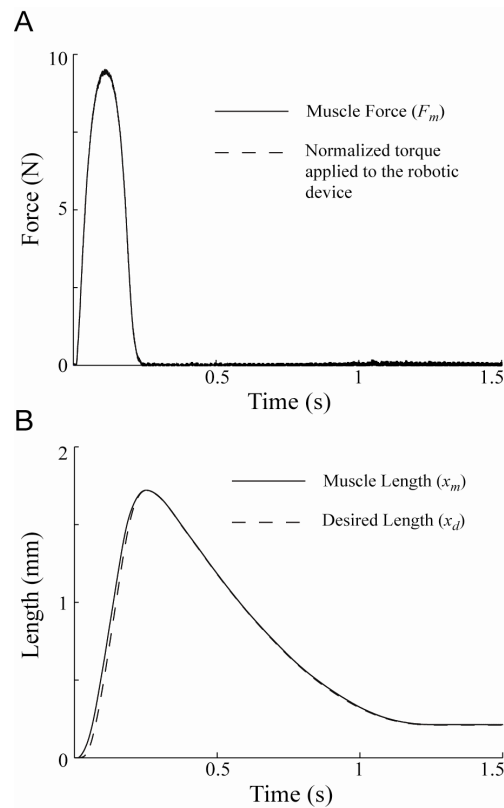 A
10
5
0
Force (N)
Muscle Force (Fm)
Normalized torque
applied to the robotic
device
0.5
1
1.5
Time (s)
B
2
1
0
Length (mm)
Muscle Length (xm)
Desired Length (xd)
0.5
1
1.5
Time (s)